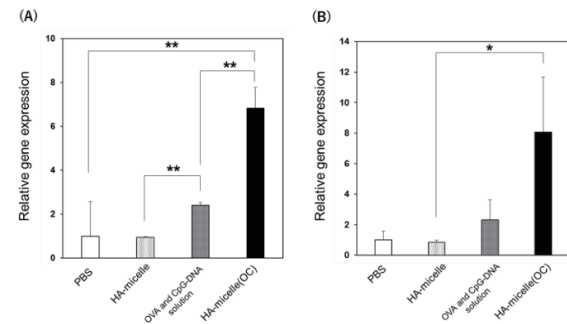 (A)
**
**
**
Relative gene expression
10
8
6
4
2
0
PBS
HA-micelle
OVA and CpG-DNA
solution
HA-micelle(OC)
(B)
*
Relative gene expression
14
12
10
8
6
4
2
0
PBS
HA-micelle
OVA and CpG-DNA
solution
HA-micelle(OC)